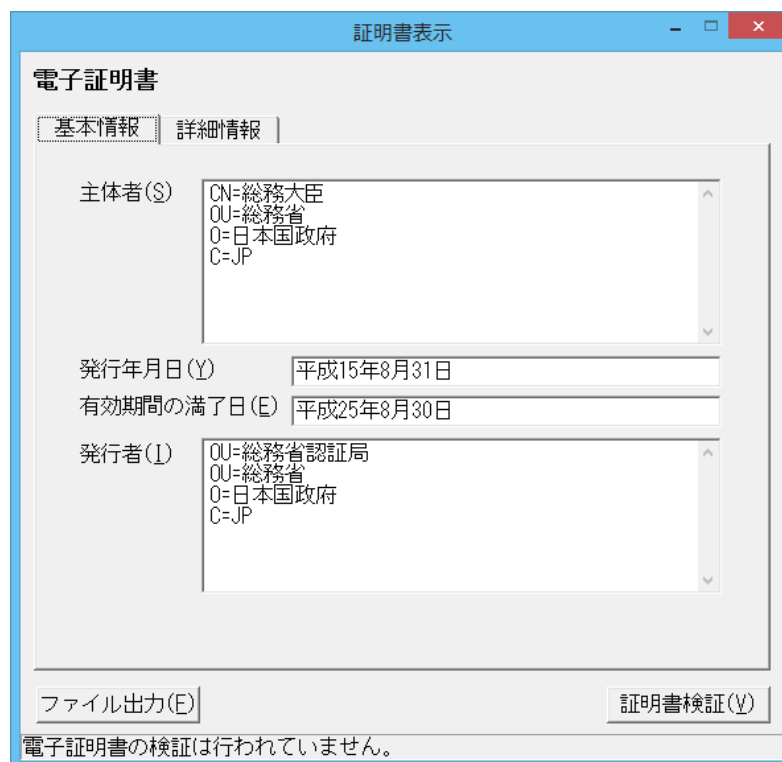 証明書表示
電子証明書
基本情報 詳細情報
主体者(S)
CN=総務大臣
OU=総務省
O=日本国政府
C=JP
発行年月日(Y) 平成15年8月31日
有効期間の満了日(E) 平成25年8月30日
発行者(I)
OU=総務省認証局
OU=総務省
O=日本国政府
C=JP
ファイル出力(F) 証明書検証(V)
電子証明書の検証は行われていません。